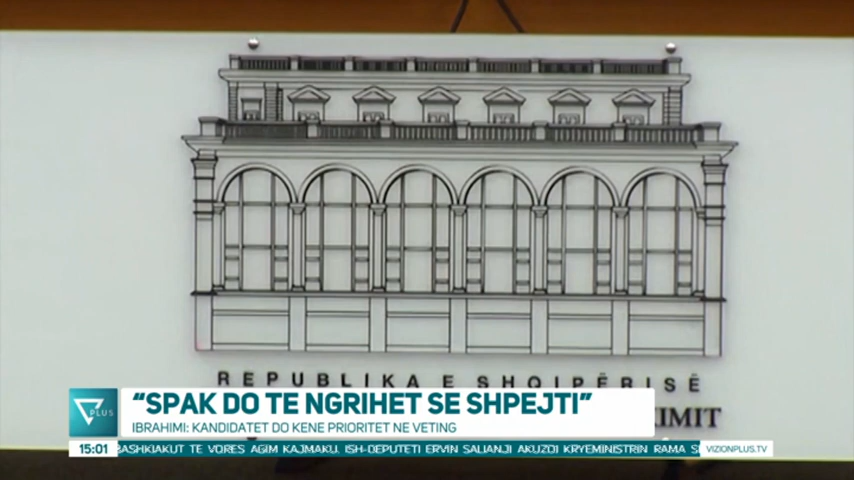 REPUBLIKA E SHQIPËRISË
PLUS
“SPAK DO TE NGRIHET SE SHPEJTI”
IBRAHIMI: KANDIDATET DO KENE PRIORITET NE VETING
15:01
BASHKIAKUT TE VORES AGIM KAJMAKU. ISH-DEPUTETI ERVIN SALIANJI AKUZOI KRYEMINISTRIN RAMA
VIZIONPLUS.TV